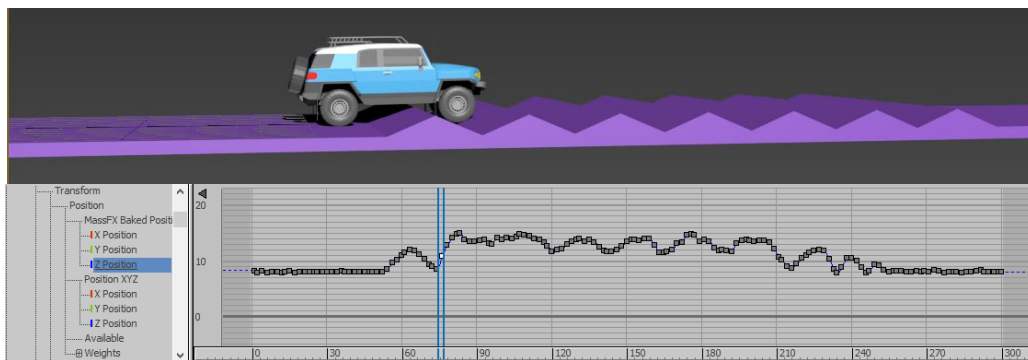 Transform
Position
MassFX Baked Positi
X Position
Y Position
Z Position
Position XYZ
X Position
Y Position
Z Position
Available
Weights
20
10
0
0 30 60 90 120 150 180 210 240 270 300